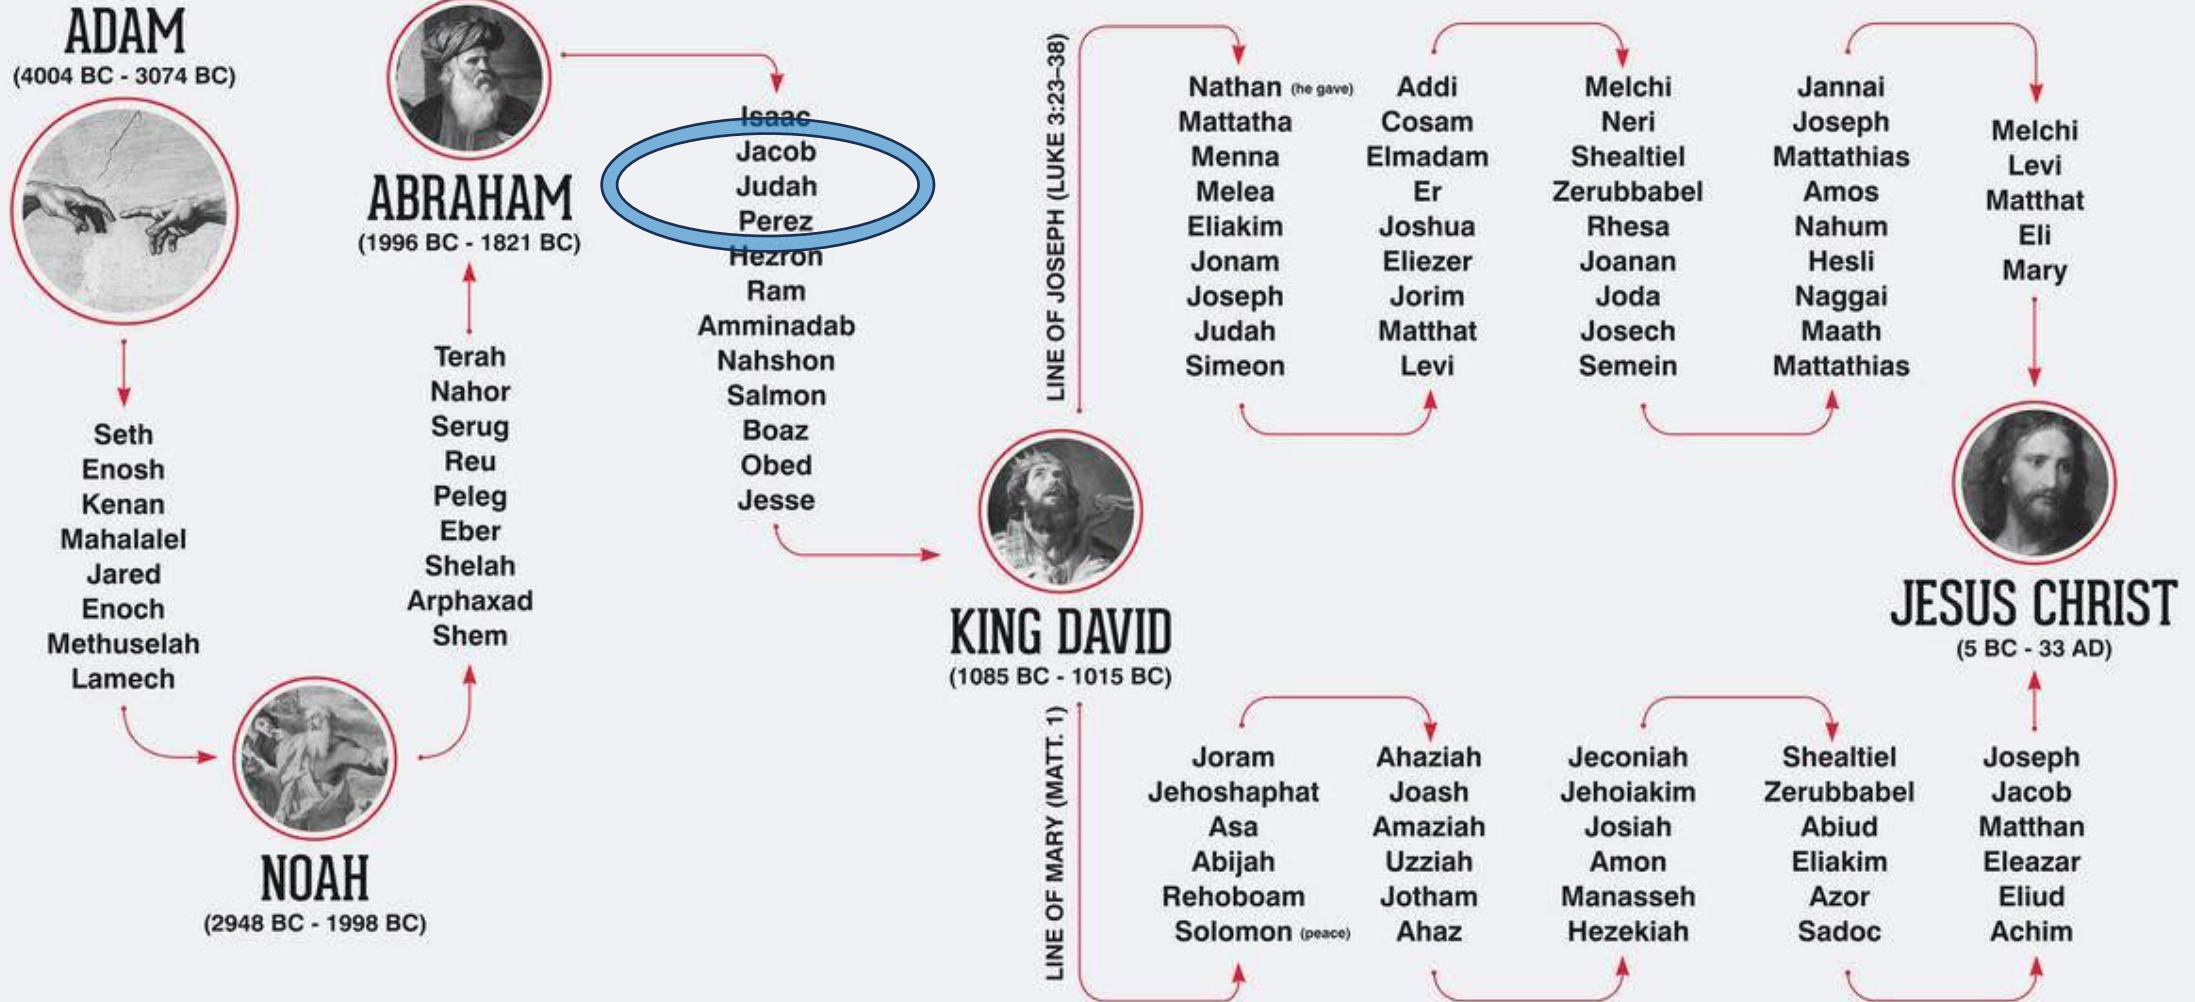 ADAM
(4004 BC - 3074 BC)
Seth
Enosh
Kenan
Mahalalel
Jared
Enoch
Methuselah
Lamech
NOAH
(2948 BC - 1998 BC)
Terah
Nahor
Serug
Reu
Peleg
Eber
Shelah
Arphaxad
Shem
ABRAHAM
(1996 BC - 1821 BC)
Isaac
Jacob
Judah
Perez
Hezron
Ram
Amminadab
Nahshon
Salmon
Boaz
Obed
Jesse
KING DAVID
(1085 BC - 1015 BC)
LINE OF JOSEPH (LUKE 3:23–38)
Nathan (he gave)
Mattatha
Menna
Melea
Eliakim
Jonam
Joseph
Judah
Simeon
Addi
Cosam
Elmadam
Er
Joshua
Eliezer
Jorim
Matthat
Levi
Melchi
Neri
Shealtiel
Zerubbabel
Rhesa
Joanan
Joda
Josech
Semein
Jannai
Joseph
Mattathias
Amos
Nahum
Hesli
Naggai
Maath
Mattathias
Melchi
Levi
Matthat
Eli
Mary
LINE OF MARY (MATT. 1)
Joram
Jehoshaphat
Asa
Abijah
Rehoboam
Solomon (peace)
Ahaziah
Joash
Amaziah
Uzziah
Jotham
Ahaz
Jeconiah
Jehoiakim
Josiah
Amon
Manasseh
Hezekiah
Shealtiel
Zerubbabel
Abiud
Eliakim
Azor
Sadoc
Joseph
Jacob
Matthan
Eleazar
Eliud
Achim
JESUS CHRIST
(5 BC - 33 AD)